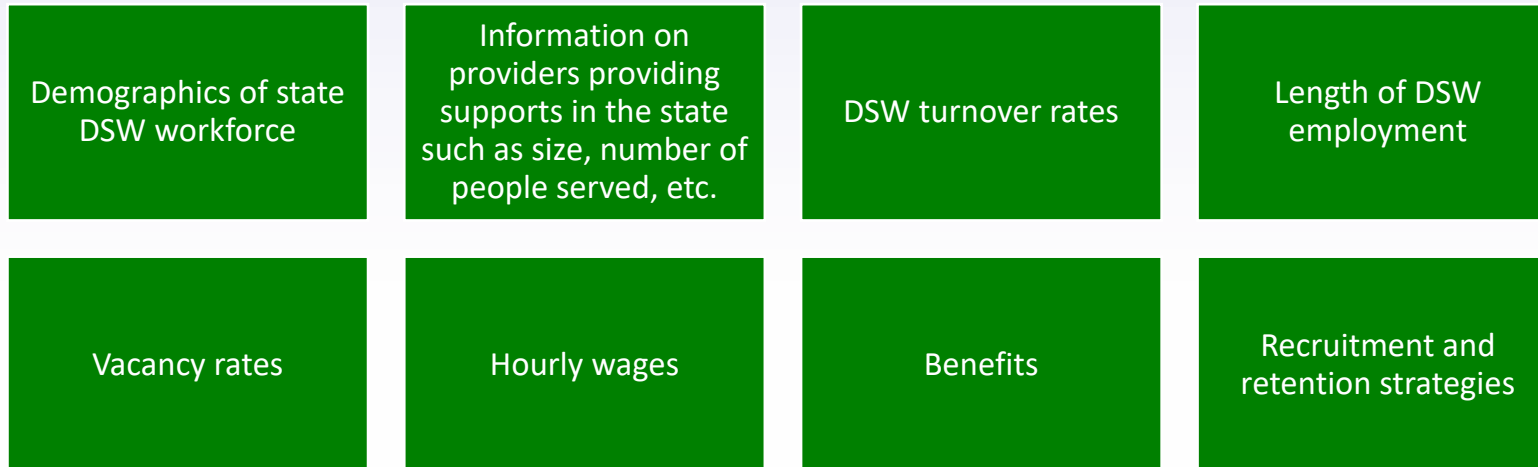 Demographics of state
DSW workforce
Information on
providers providing
supports in the state
such as size, number of
people served, etc.
DSW turnover rates
Length of DSW
employment
Vacancy rates
Hourly wages
Benefits
Recruitment and
retention strategies